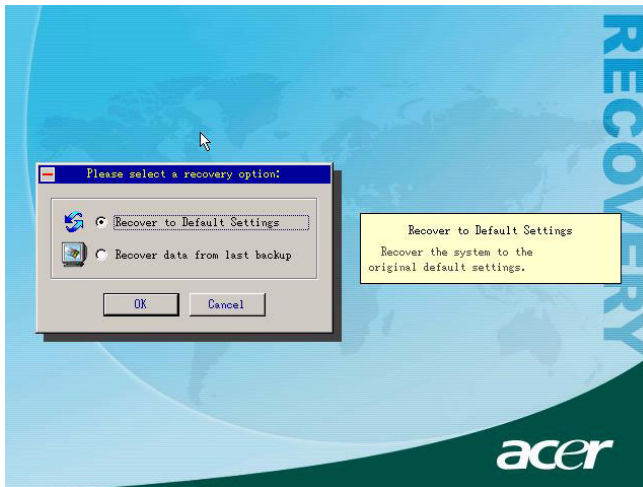 RECOVERY
Please select a recovery option:
Recover to Default Settings
Recover data from last backup
OK
Cancel
Recover to Default Settings
Recover the system to the
original default settings.
acer